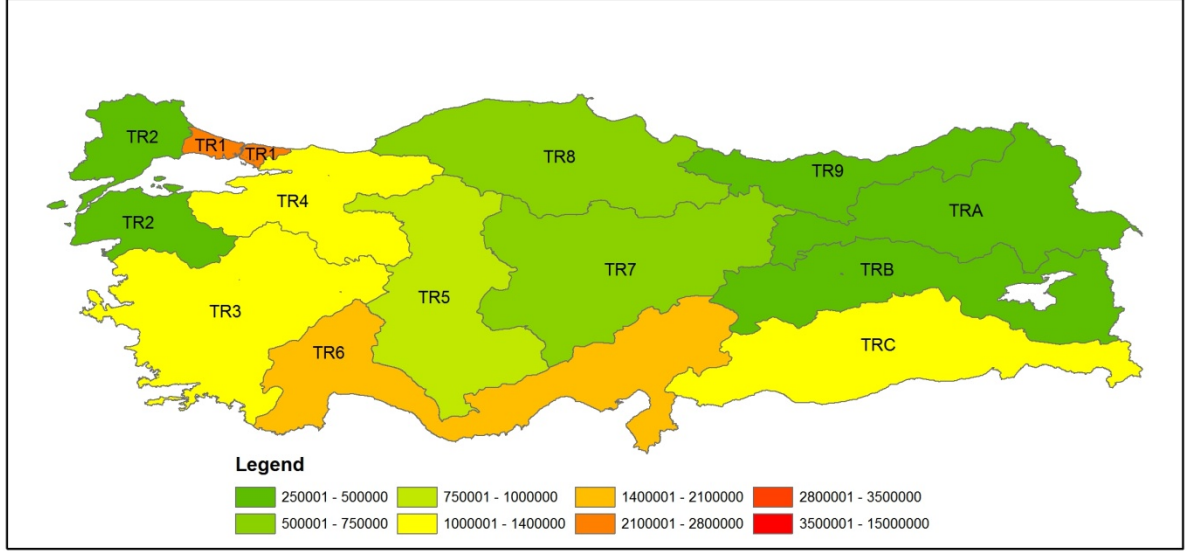 TR2
TR1
TR1
TR8
TR9
TR4
TRA
TR2
TR7
TRB
TR5
TR3
TRC
TR6
Legend
250001 - 500000
750001 - 1000000
1400001 - 2100000
2800001 - 3500000
500001 - 750000
1000001 - 1400000
2100001 - 2800000
3500001 - 15000000